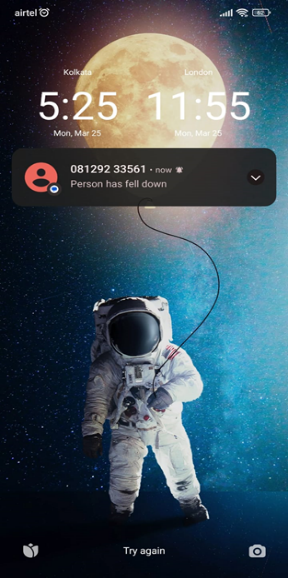 airtel
62
Kolkata London
5:25 11:55
Mon, Mar 25 Mon, Mar 25
081292 33561 • now
Person has fell down
Try again